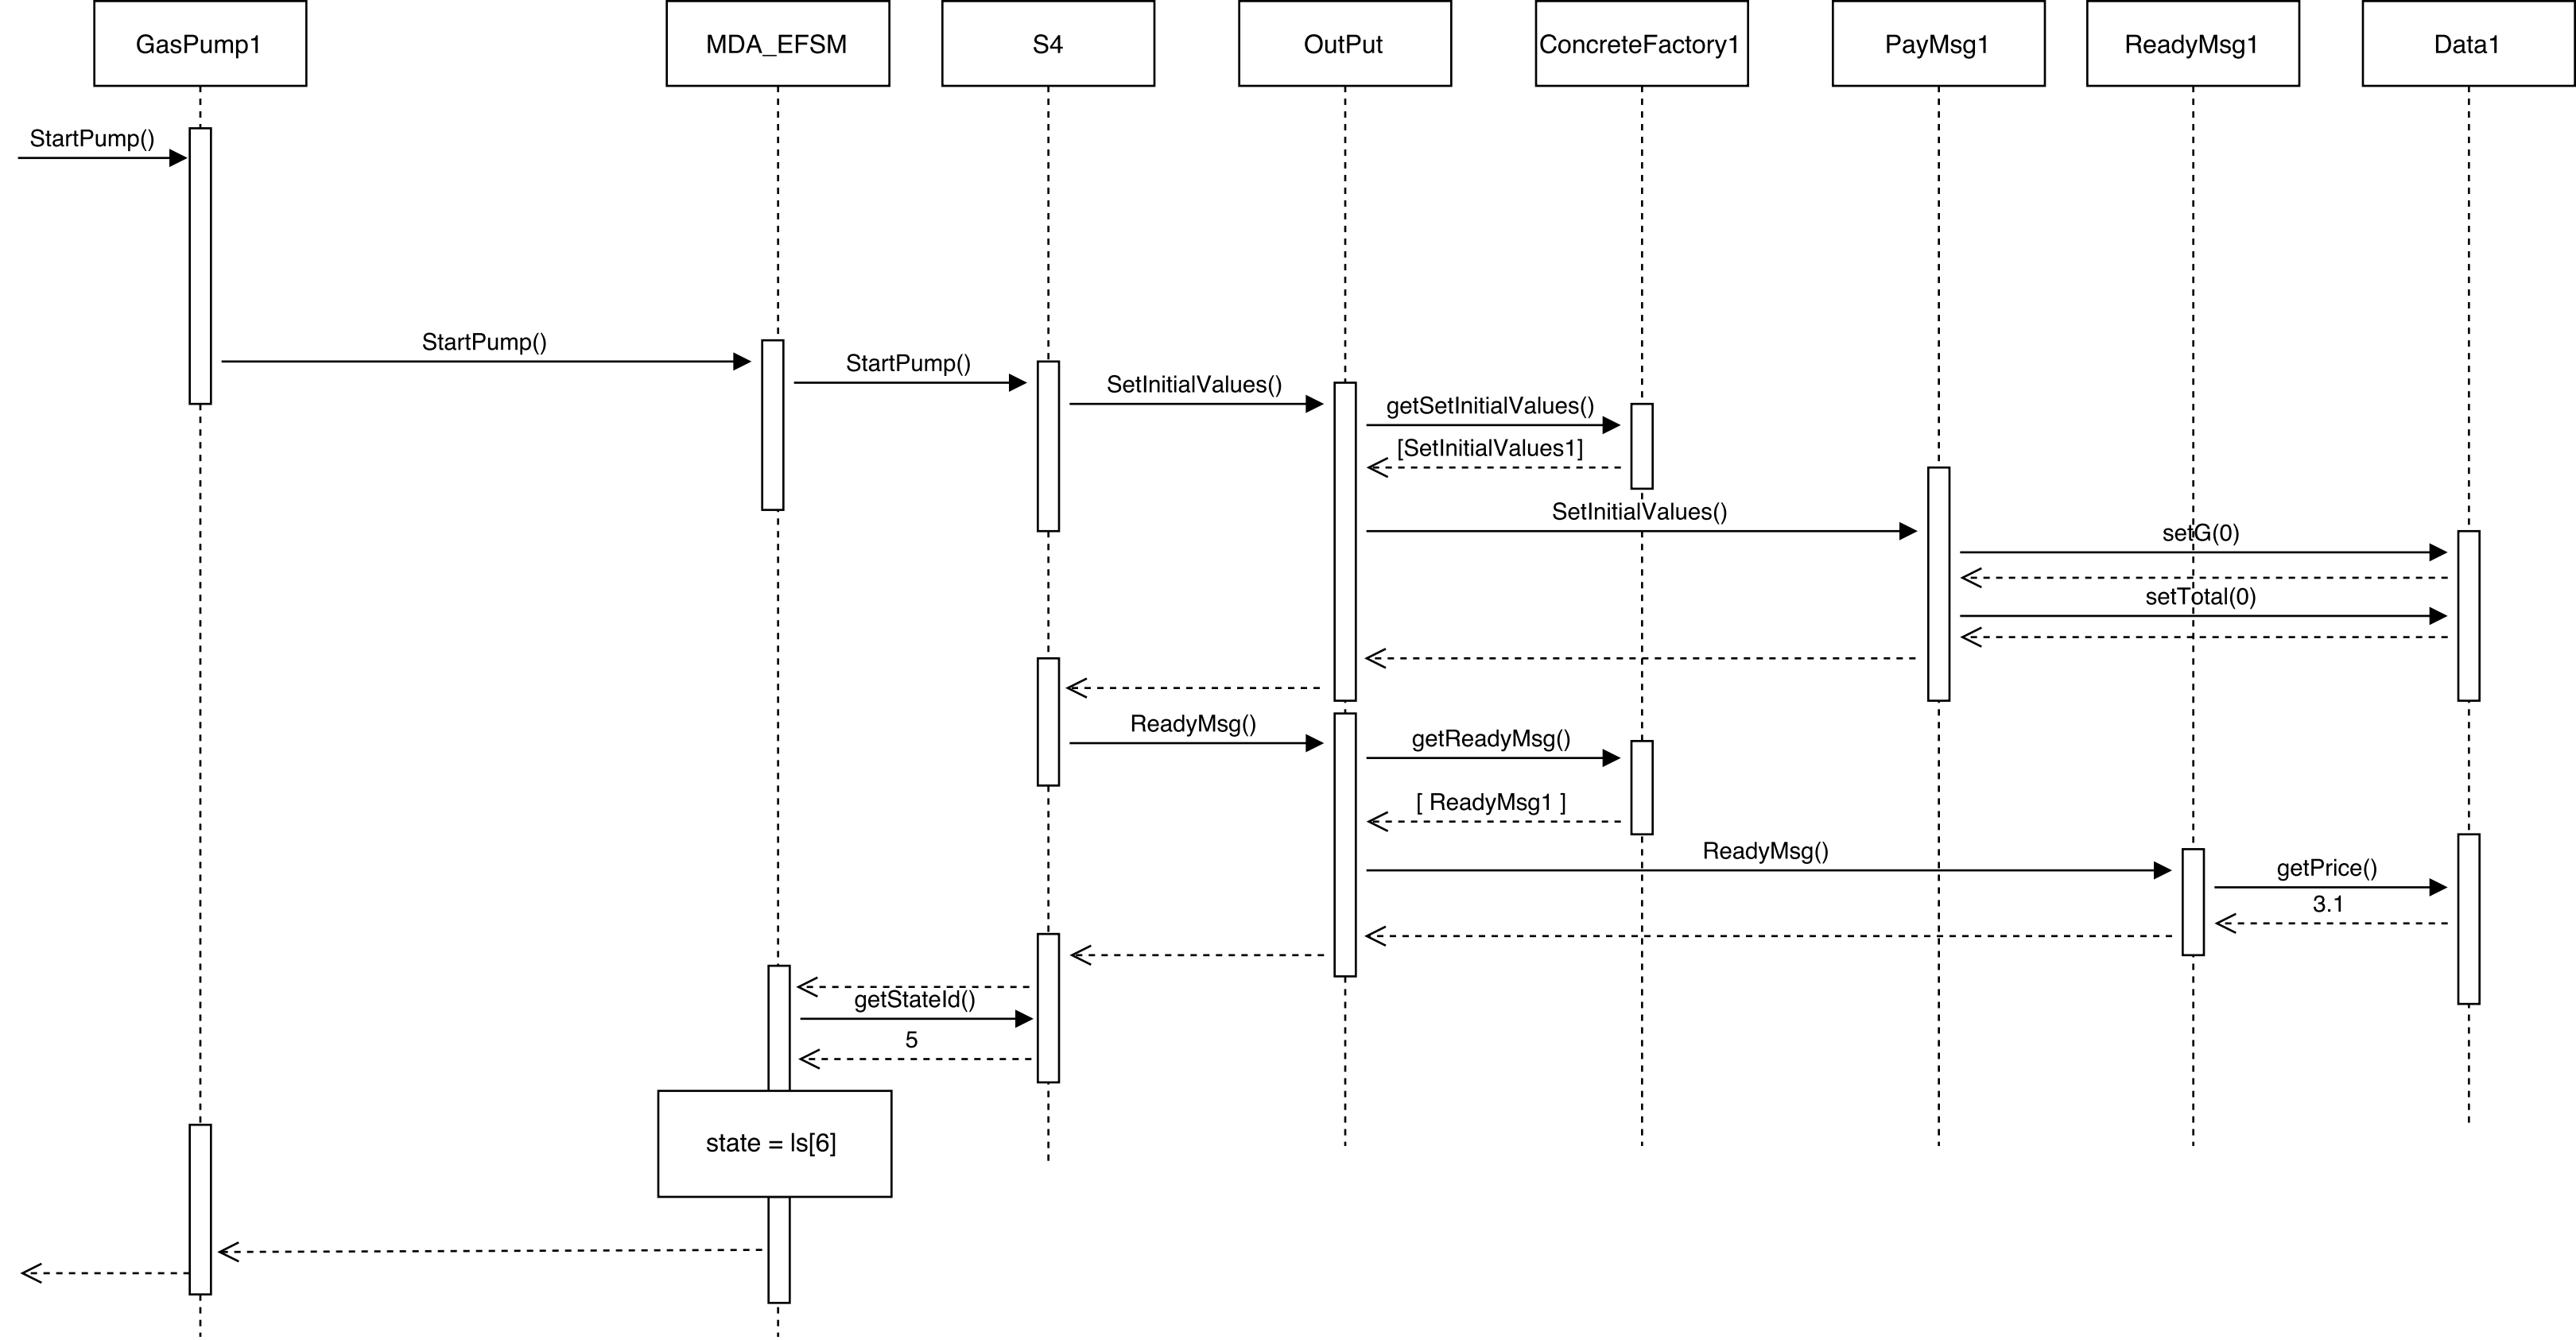 GasPump1
MDA_EFSM
S4
OutPut
ConcreteFactory1
PayMsg1
ReadyMsg1
Data1
StartPump()
StartPump()
StartPump()
SetInitialValues()
getSetInitialValues()
[SetInitialValues1]
SetInitialValues()
setG(0)
setTotal(0)
ReadyMsg()
getReadyMsg()
[ ReadyMsg1 ]
ReadyMsg()
getPrice()
3.1
getStateId()
5
state = ls[6]